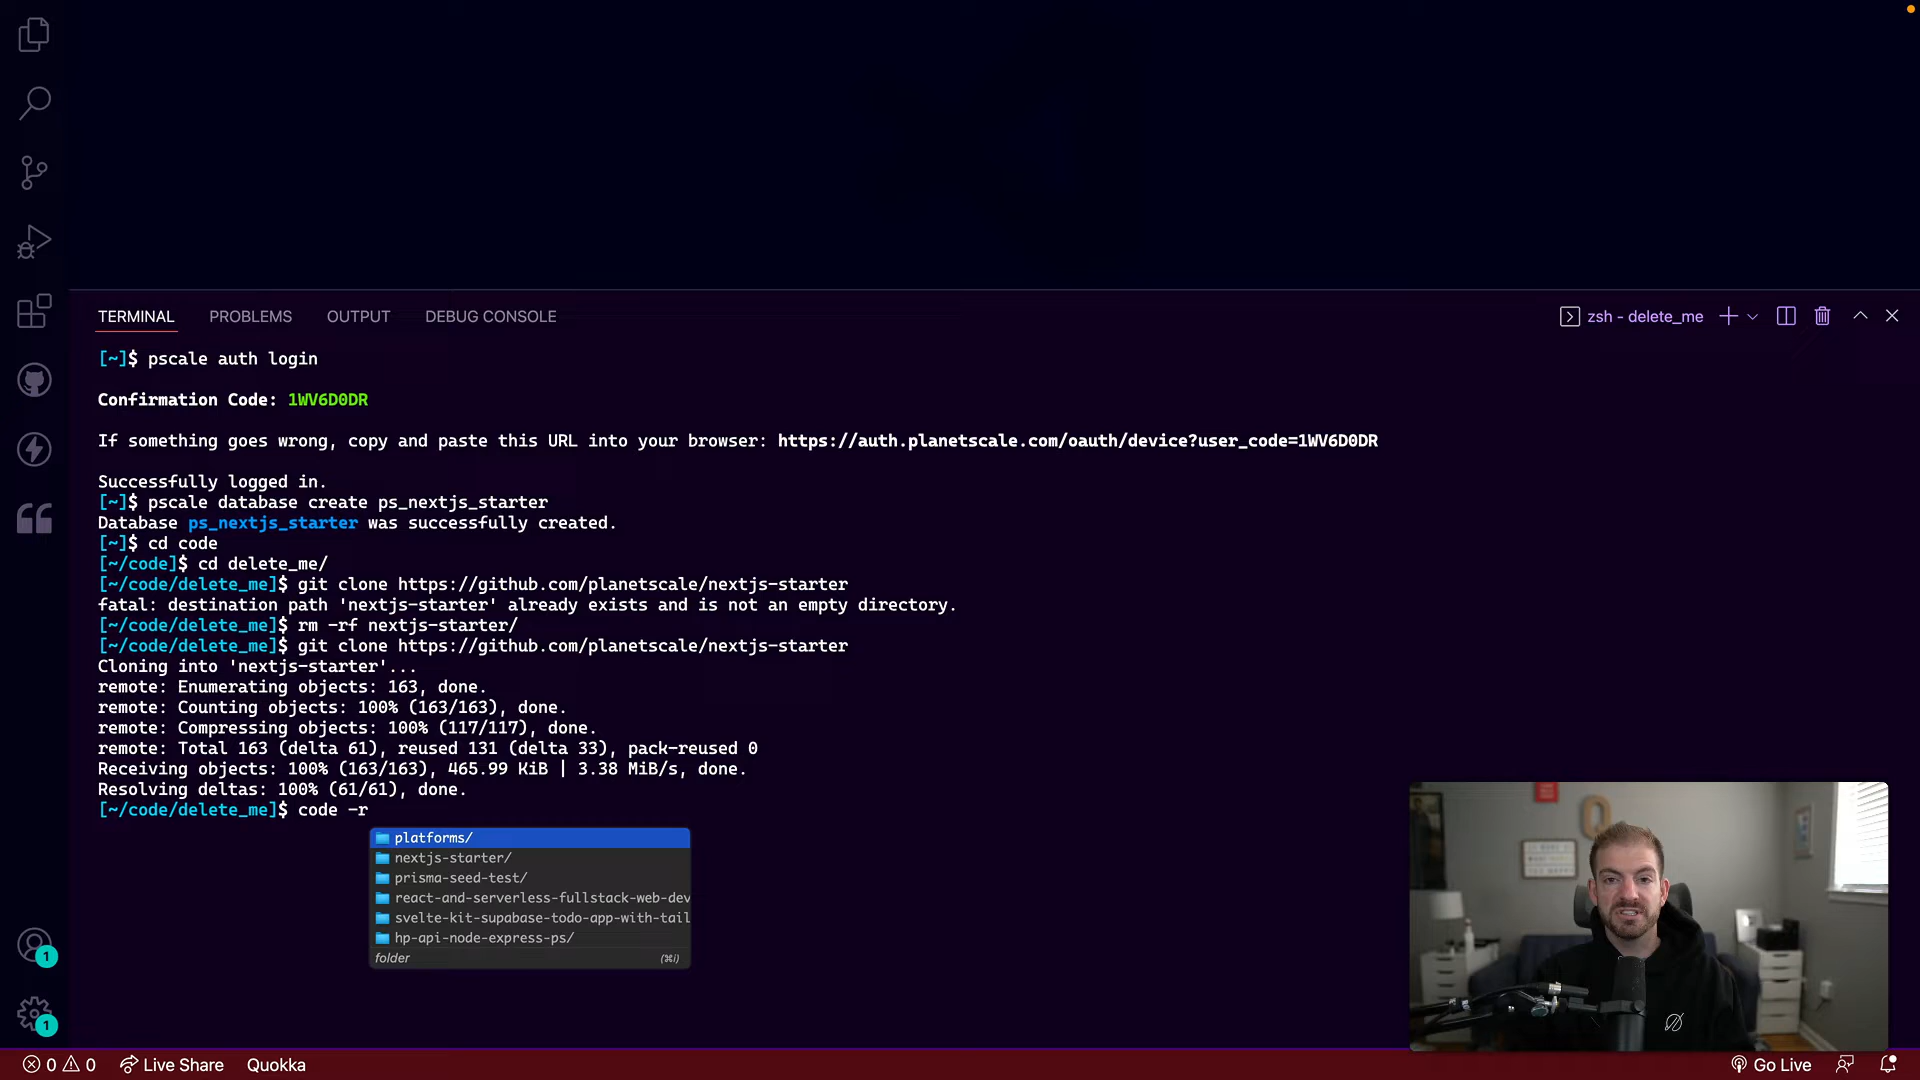 TERMINAL PROBLEMS OUTPUT DEBUG CONSOLE zsh - delete_me
[~]$ pscale auth login
Confirmation Code: 1WV6D0DR
If something goes wrong, copy and paste this URL into your browser: https://auth.planetscale.com/oauth/device?user_code=1WV6D0DR
Successfully logged in.
[~]$ pscale database create ps_nextjs_starter
Database ps_nextjs_starter was successfully created.
[~]$ cd code
[~/code]$ cd delete_me/
[~/code/delete_me]$ git clone https://github.com/planetscale/nextjs-starter
fatal: destination path 'nextjs-starter' already exists and is not an empty directory.
[~/code/delete_me]$ rm -rf nextjs-starter/
[~/code/delete_me]$ git clone https://github.com/planetscale/nextjs-starter
Cloning into 'nextjs-starter'...
remote: Enumerating objects: 163, done.
remote: Counting objects: 100% (163/163), done.
remote: Compressing objects: 100% (117/117), done.
remote: Total 163 (delta 61), reused 131 (delta 33), pack-reused 0
Receiving objects: 100% (163/163), 465.99 KiB | 3.38 MiB/s, done.
Resolving deltas: 100% (61/61), done.
[~/code/delete_me]$ code -r
platforms/
nextjs-starter/
prisma-seed-test/
react-and-serverless-fullstack-web-dev
svelte-kit-supabase-todo-app-with-tail
hp-api-node-express-ps/
folder (⌘i)
1
1
0 0 Live Share Quokka Go Live